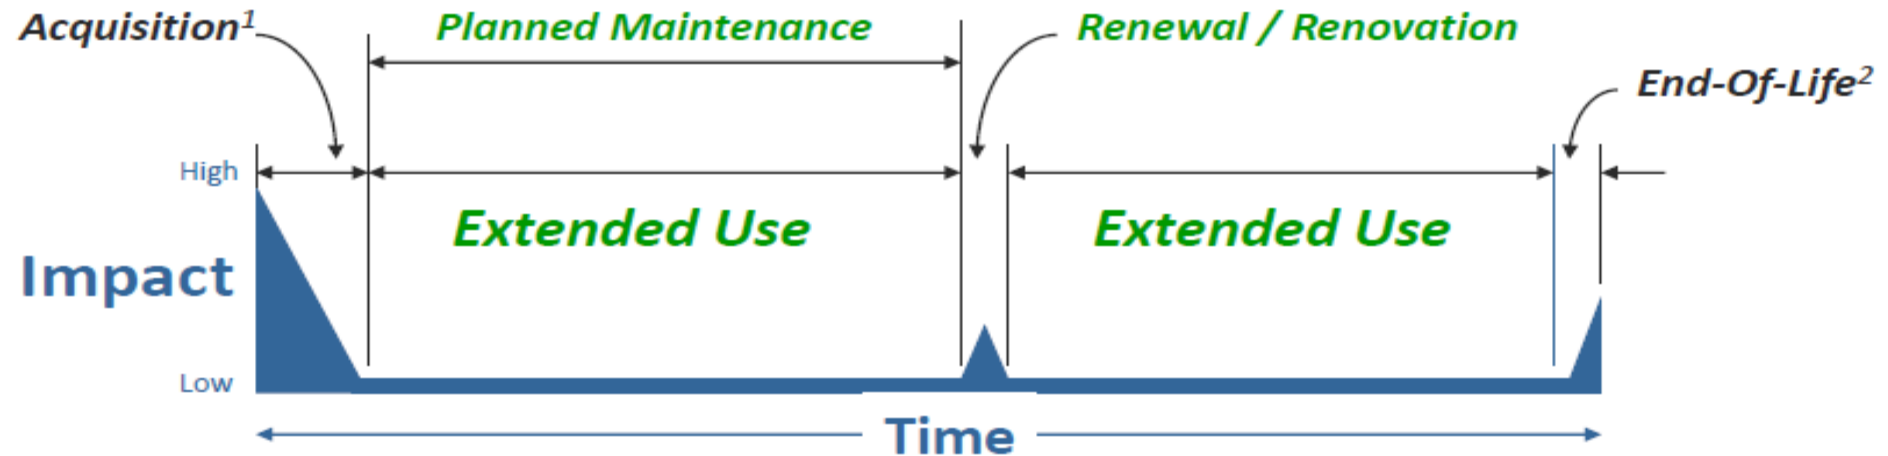 Acquisition¹
Planned Maintenance
Renewal / Renovation
End-Of-Life²
High
Extended Use
Extended Use
Impact
Low
Time